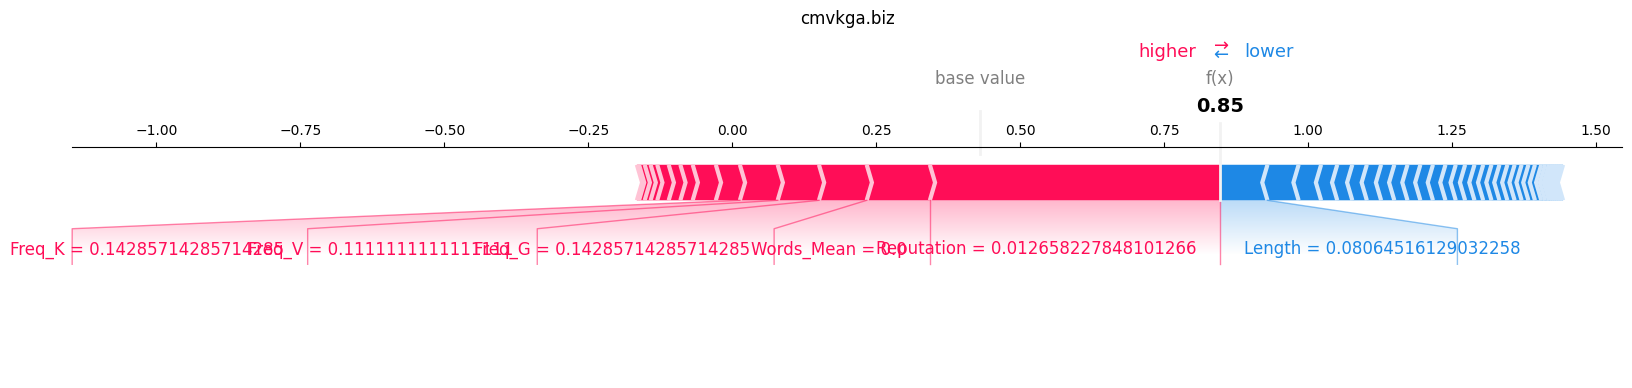 cmvkga.biz
higher → ← lower
base value f(x)
0.85
−1.00 −0.75 −0.50 −0.25 0.00 0.25 0.50 0.75 1.00 1.25 1.50
Freq_K = 0.14285714285714285 Freq_V = 0.1111111111111111 Freq_G = 0.14285714285714285 Words_Mean = 0.0 Reputation = 0.012658227848101266 Length = 0.08064516129032258